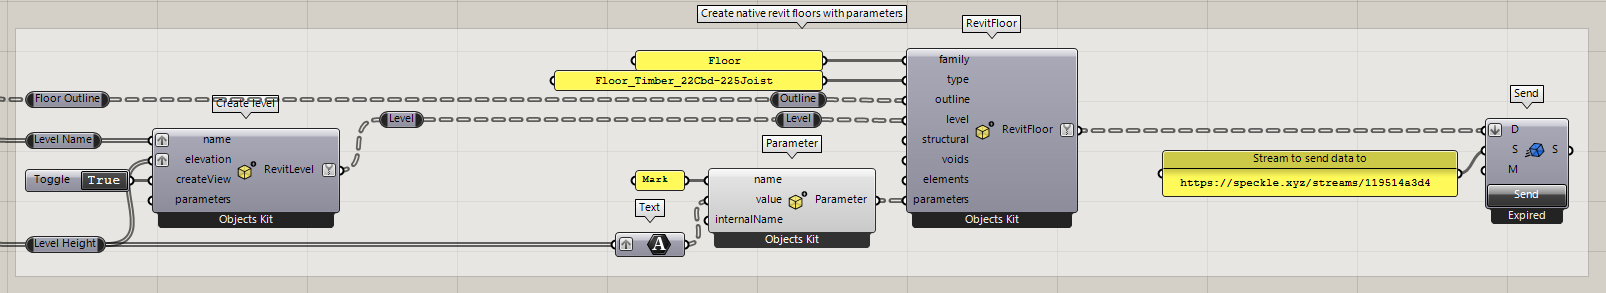 Create native revit floors with parameters
RevitFloor
Floor
Floor_Timber_22Cbd-225Joist
Floor Outline
Create level
Outline
Level
Level
Level Name
name
elevation
createView
parameters
RevitLevel
Objects Kit
Toggle True
Level Height
Parameter
Mark
Text
name
value
internalName
Parameter
Objects Kit
A
family
type
outline
level
structural
voids
elements
parameters
RevitFloor
Objects Kit
Stream to send data to
https://speckle.xyz/streams/119514a3d4
Send
D
S
M
S
Send
Expired